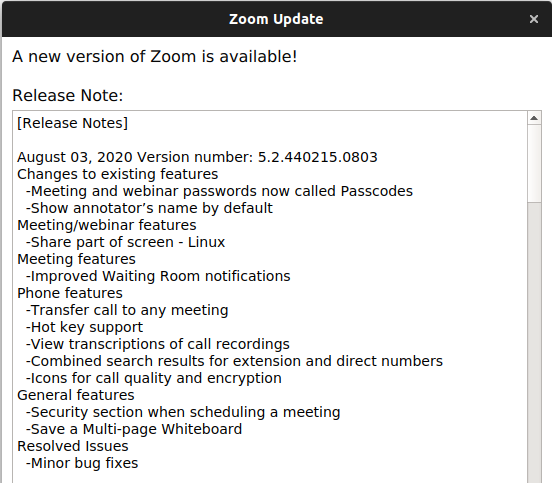 Zoom Update
A new version of Zoom is available!
Release Note:
[Release Notes]
August 03, 2020 Version number: 5.2.440215.0803
Changes to existing features
-Meeting and webinar passwords now called Passcodes
-Show annotator’s name by default
Meeting/webinar features
-Share part of screen - Linux
Meeting features
-Improved Waiting Room notifications
Phone features
-Transfer call to any meeting
-Hot key support
-View transcriptions of call recordings
-Combined search results for extension and direct numbers
-Icons for call quality and encryption
General features
-Security section when scheduling a meeting
-Save a Multi-page Whiteboard
Resolved Issues
-Minor bug fixes